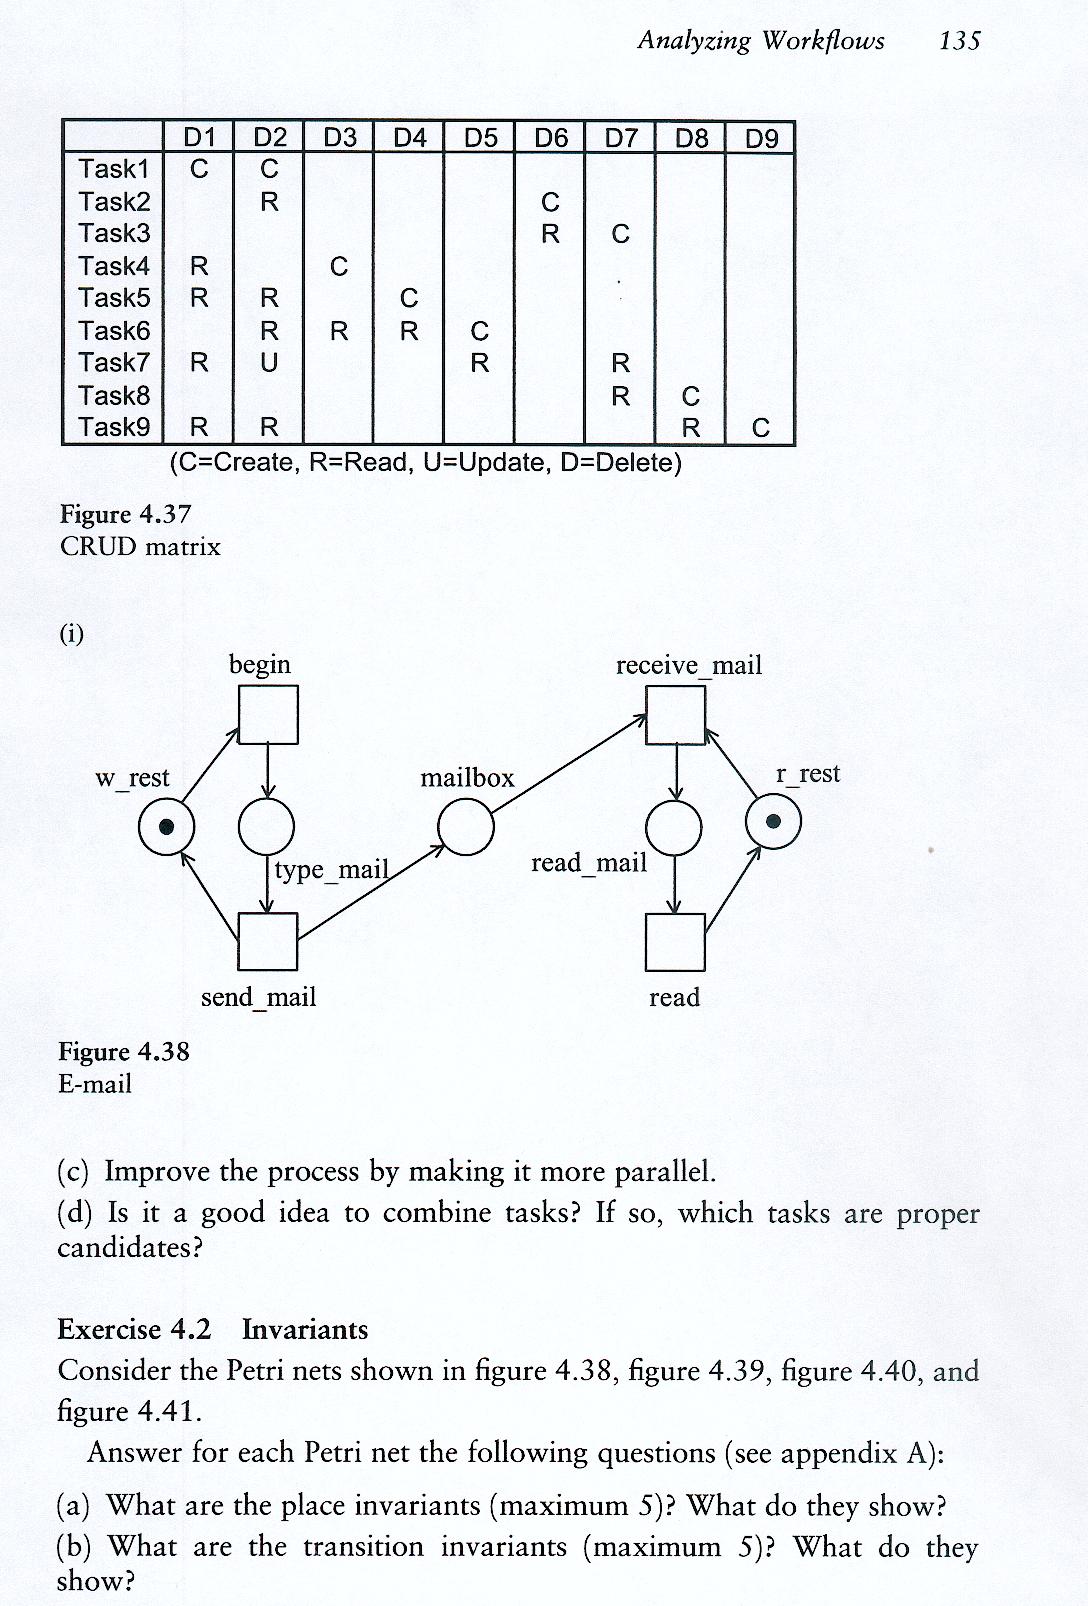 Analyzing Workflows 135
D1 D2 D3 D4 D5 D6 D7 D8 D9
Task1 C C
Task2 R C
Task3 R C
Task4 R C
Task5 R R C
Task6 R R R C
Task7 R U R R
Task8 R C
Task9 R R R C
(C=Create, R=Read, U=Update, D=Delete)
Figure 4.37
CRUD matrix
(i)
begin receive_mail
w_rest mailbox r_rest
type_mail read_mail
send_mail read
Figure 4.38
E-mail
(c) Improve the process by making it more parallel.
(d) Is it a good idea to combine tasks? If so, which tasks are proper
candidates?
Exercise 4.2 Invariants
Consider the Petri nets shown in figure 4.38, figure 4.39, figure 4.40, and
figure 4.41.
Answer for each Petri net the following questions (see appendix A):
(a) What are the place invariants (maximum 5)? What do they show?
(b) What are the transition invariants (maximum 5)? What do they
show?